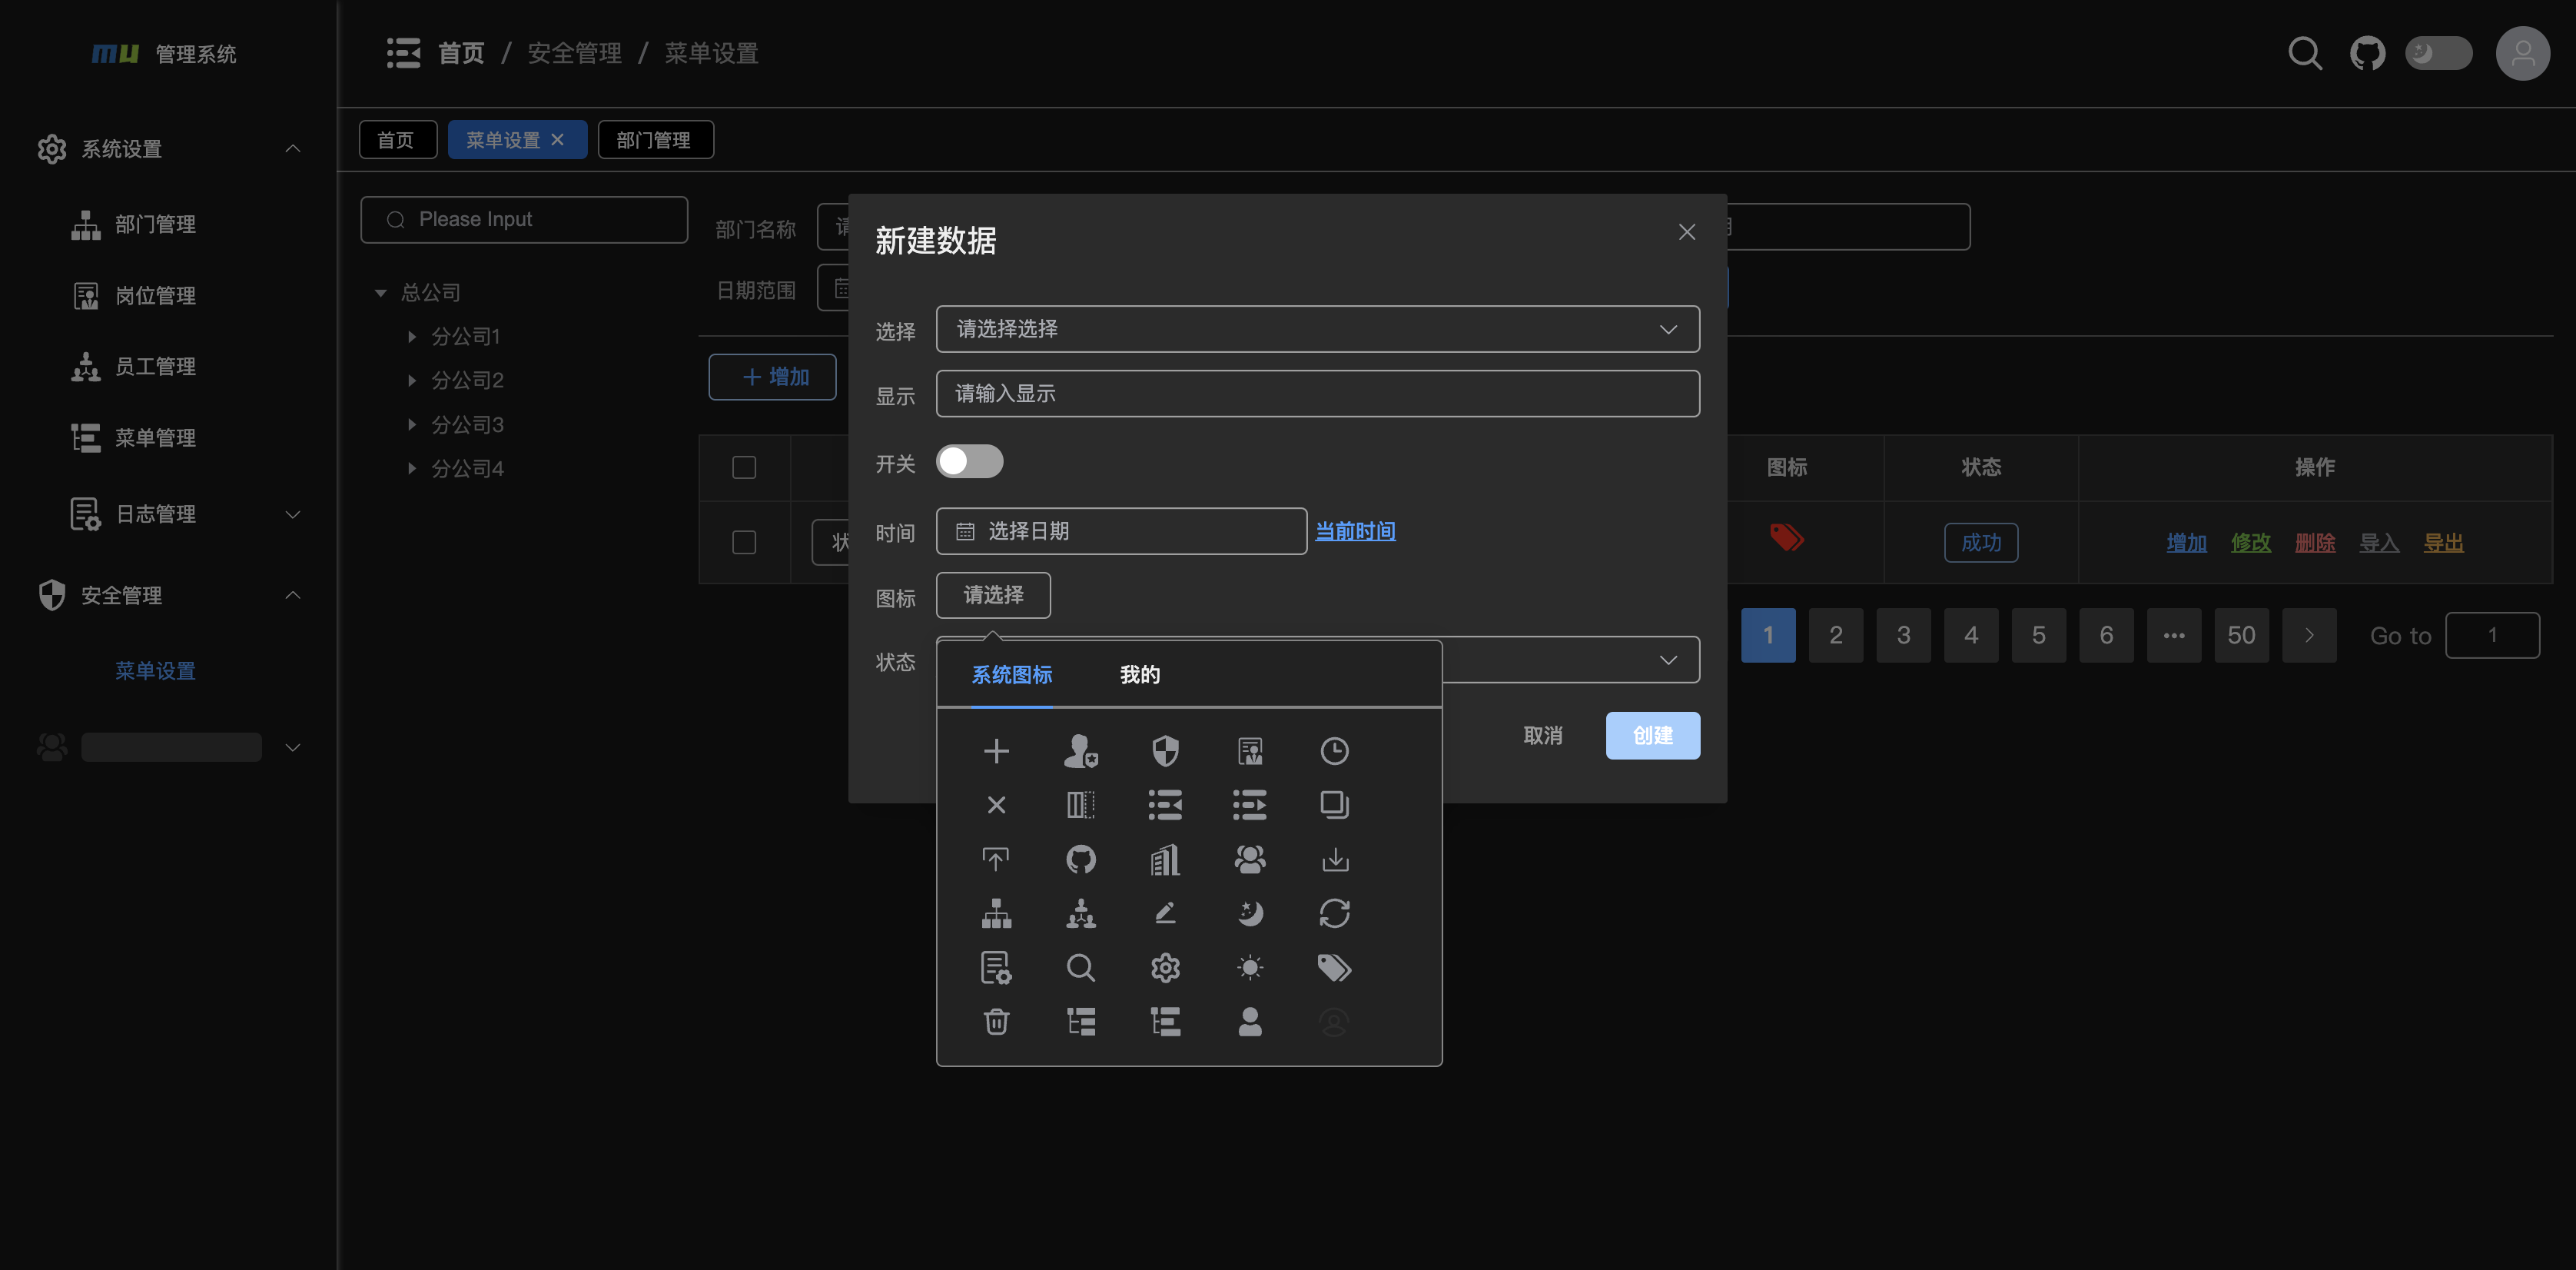 mu 管理系统
首页 / 安全管理 / 菜单设置
首页
菜单设置
部门管理
系统设置
部门管理
岗位管理
员工管理
菜单管理
日志管理
安全管理
菜单设置
Please Input
总公司
分公司1
分公司2
分公司3
分公司4
部门名称
日期范围
增加
新建数据
选择 请选择选择
显示 请输入显示
开关
时间 选择日期 当前时间
图标 请选择
状态
系统图标 我的
取消 创建
图标 状态 操作
成功 增加 修改 删除 导入 导出
1 2 3 4 5 6 ••• 50 Go to 1